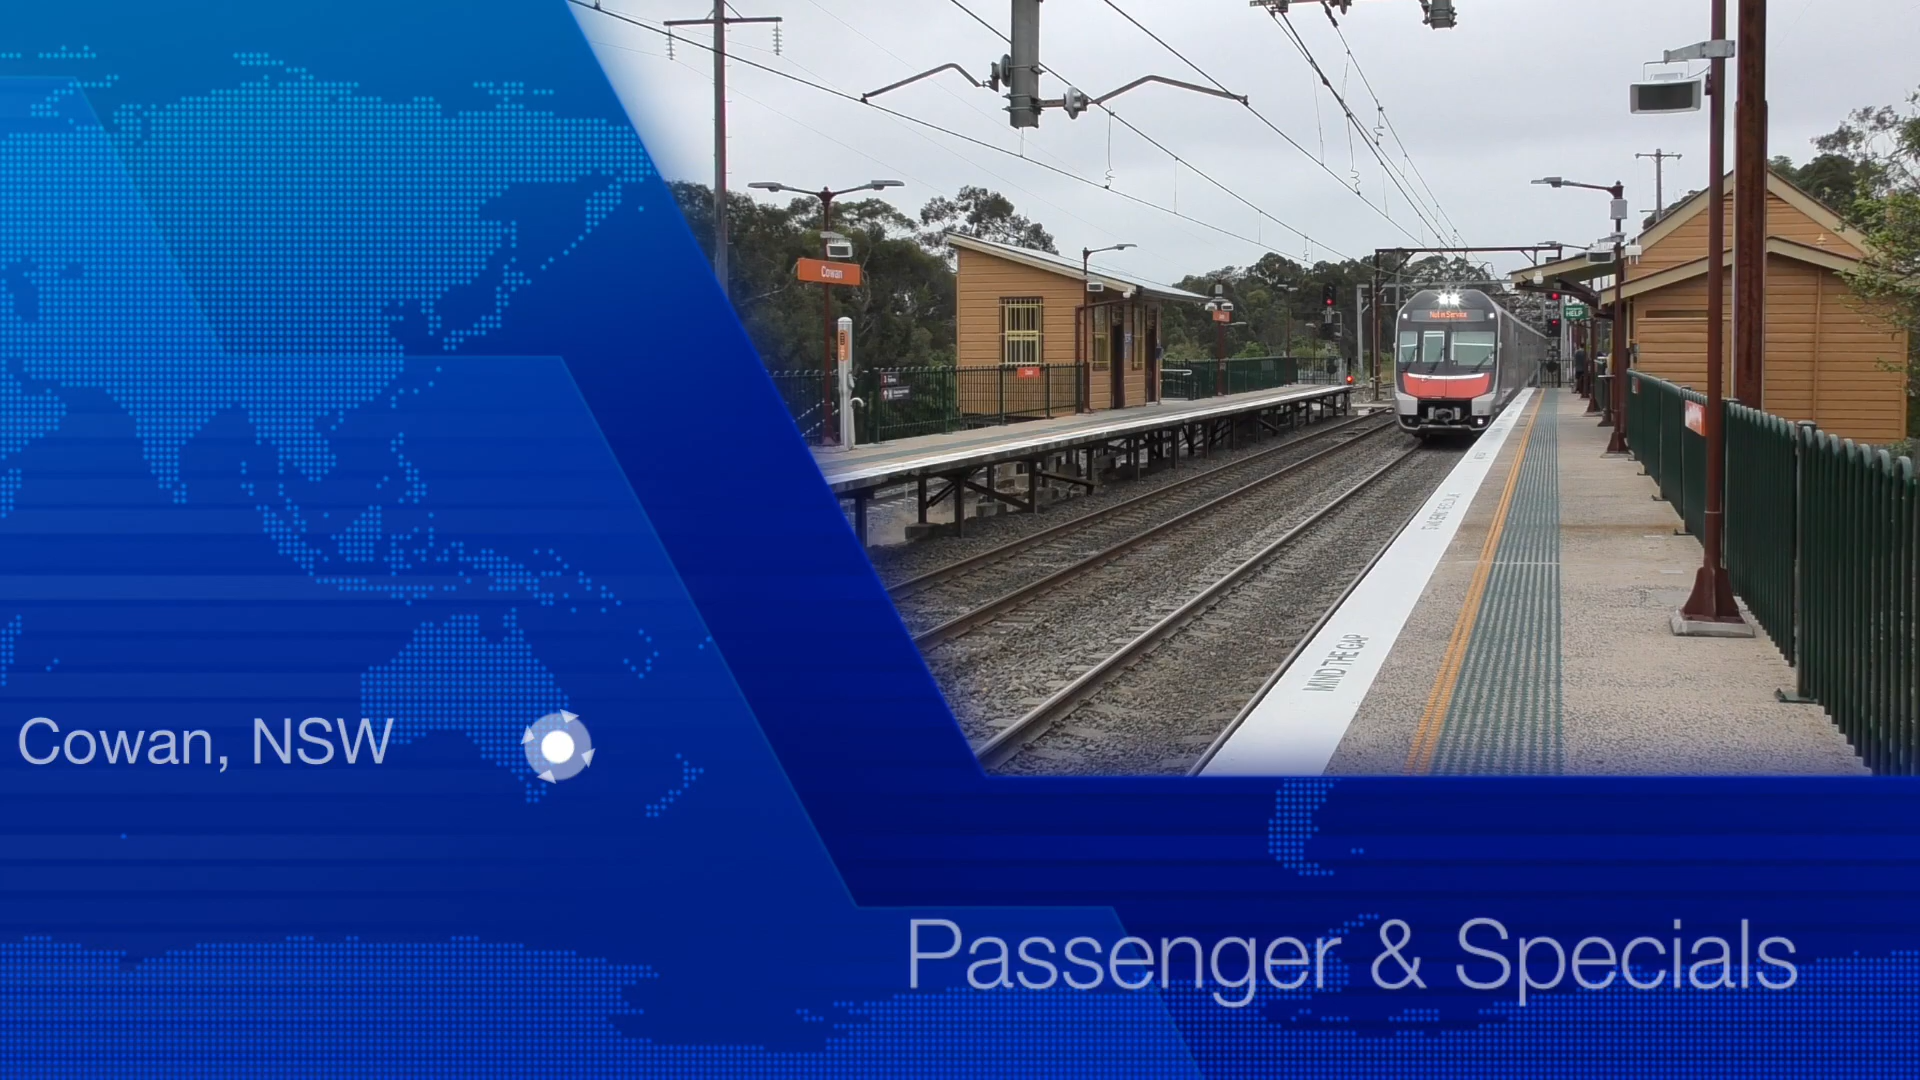 Cowan
Not in Service
HELP
MIND THE GAP
Cowan, NSW
Passenger & Specials